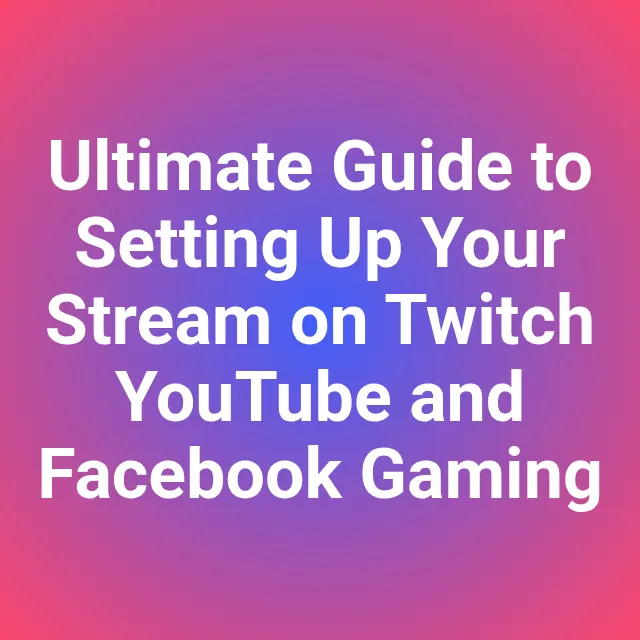 Ultimate Guide to
Setting Up Your
Stream on Twitch
YouTube and
Facebook Gaming